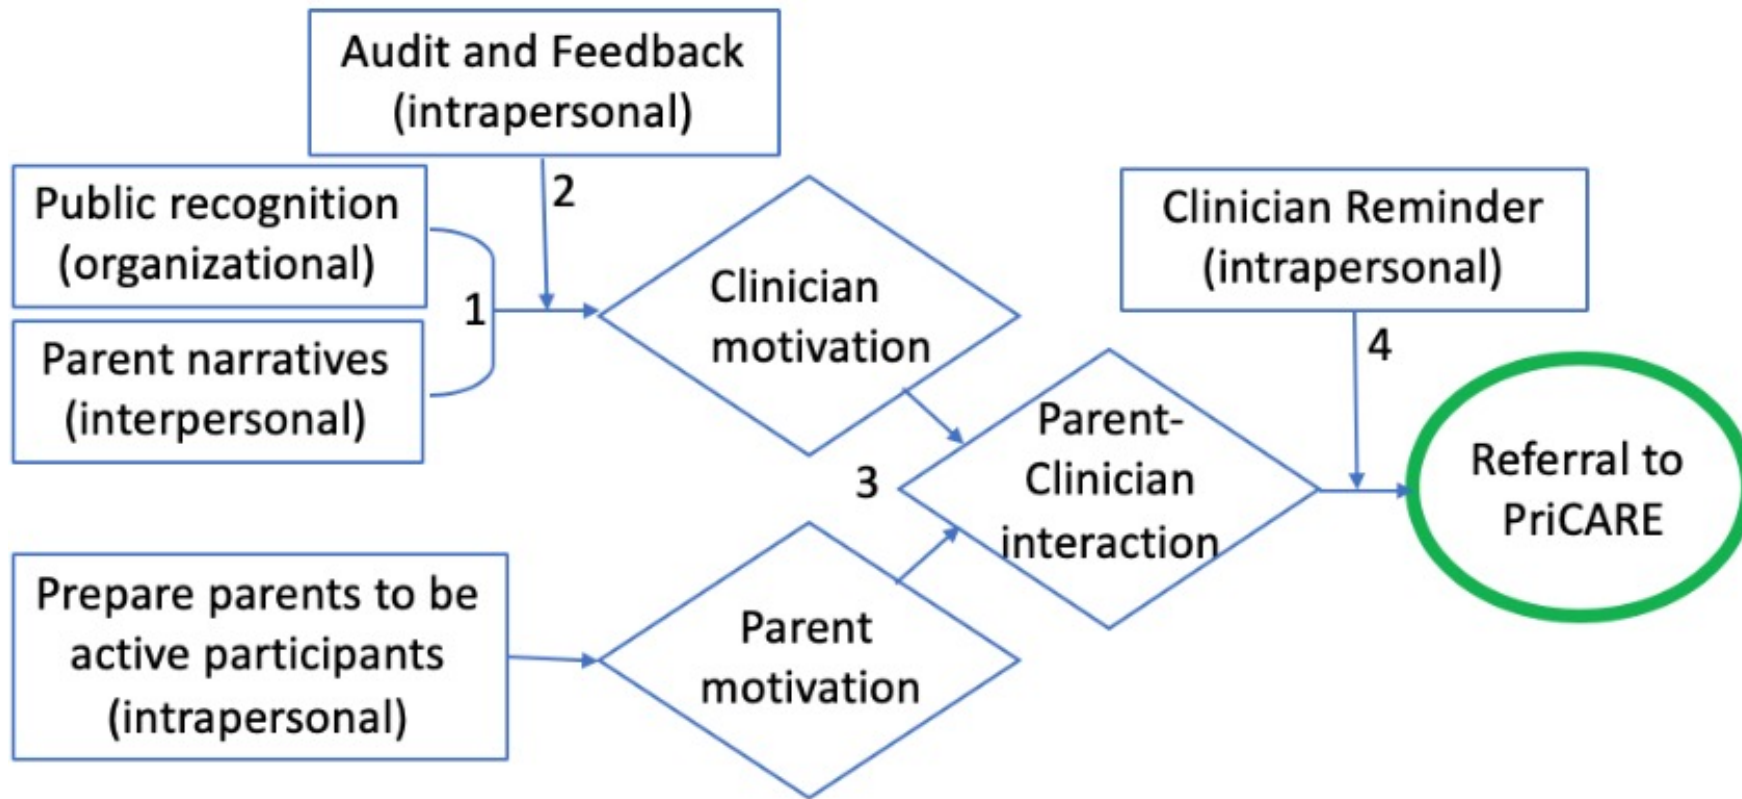 Audit and Feedback
(intrapersonal)
Public recognition
(organizational)
Parent narratives
(interpersonal)
1
2
Clinician
motivation
Clinician Reminder
(intrapersonal)
4
3
Parent-
Clinician
interaction
Referral to
PriCARE
Prepare parents to be
active participants
(intrapersonal)
Parent
motivation